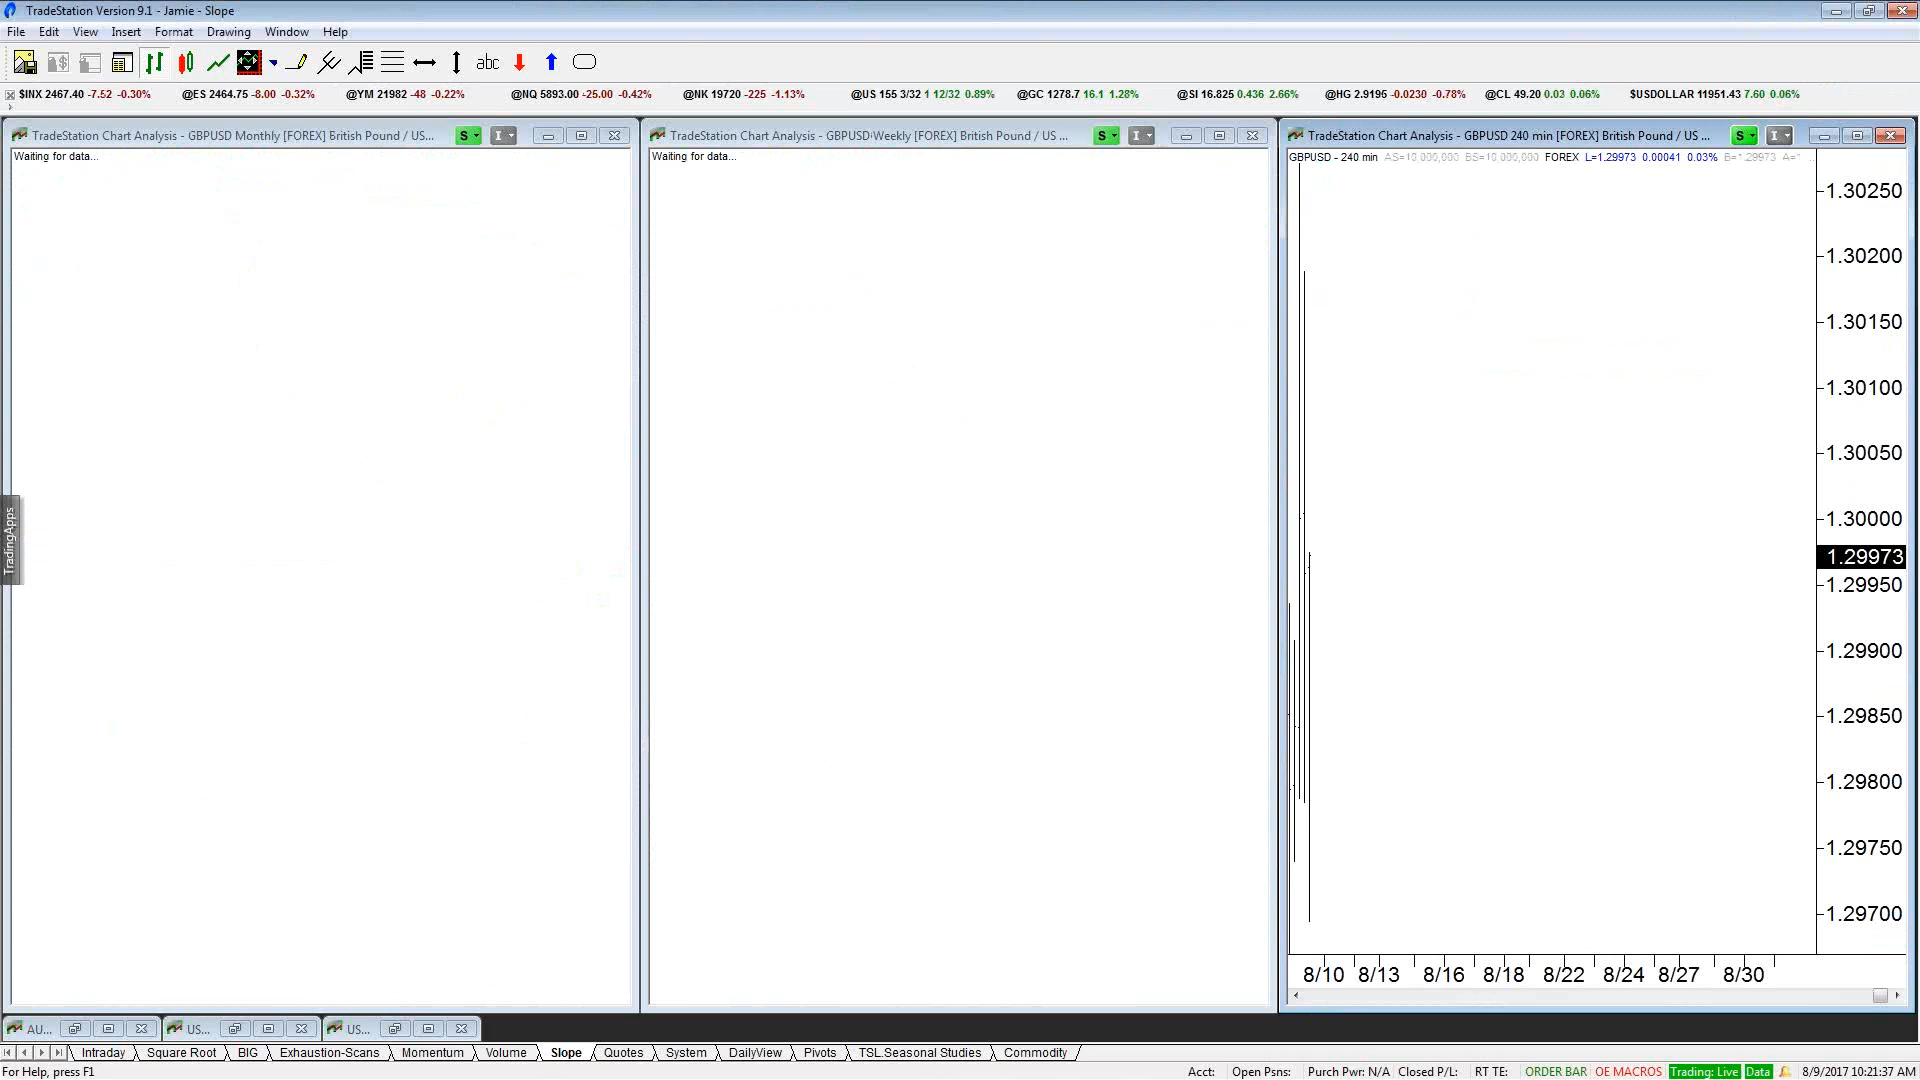 TradeStation Version 9.1 - Jamie - Slope
File Edit View Insert Format Drawing Window Help
abc
$INX 2467.40 -7.52 -0.30% @ES 2464.75 -8.00 -0.32% @YM 21982 -48 -0.22% @NQ 5893.00 -25.00 -0.42% @NK 19720 -225 -1.13% @US 155 3/32 1 12/32 0.89% @GC 1278.7 16.1 1.28% @SI 16.825 0.436 2.66% @HG 2.9195 -0.0230 -0.78% @CL 49.20 0.03 0.06% $USDOLLAR 11951.43 7.60 0.06%
TradeStation Chart Analysis - GBPUSD Monthly [FOREX] British Pound / US... S I
Waiting for data...
TradeStation Chart Analysis - GBPUSD Weekly [FOREX] British Pound / US ... S I
Waiting for data...
TradeStation Chart Analysis - GBPUSD 240 min [FOREX] British Pound / US ... S I
GBPUSD - 240 min AS=10,000,000 BS=10,000,000 FOREX L=1.29973 0.00041 0.03% B=1.29973
1.30250
1.30200
1.30150
1.30100
1.30050
1.30000
1.29973
1.29950
1.29900
1.29850
1.29800
1.29750
1.29700
8/10 8/13 8/16 8/18 8/22 8/24 8/27 8/30
TradingApps
AU... US... US...
Intraday Square Root BIG Exhaustion-Scans Momentum Volume Slope Quotes System DailyView Pivots TSL.Seasonal Studies Commodity
For Help, press F1 Acct: Open Psns: Purch Pwr: N/A Closed P/L: RT TE: ORDER BAR OE MACROS Trading: Live Data 8/9/2017 10:21:37 AM